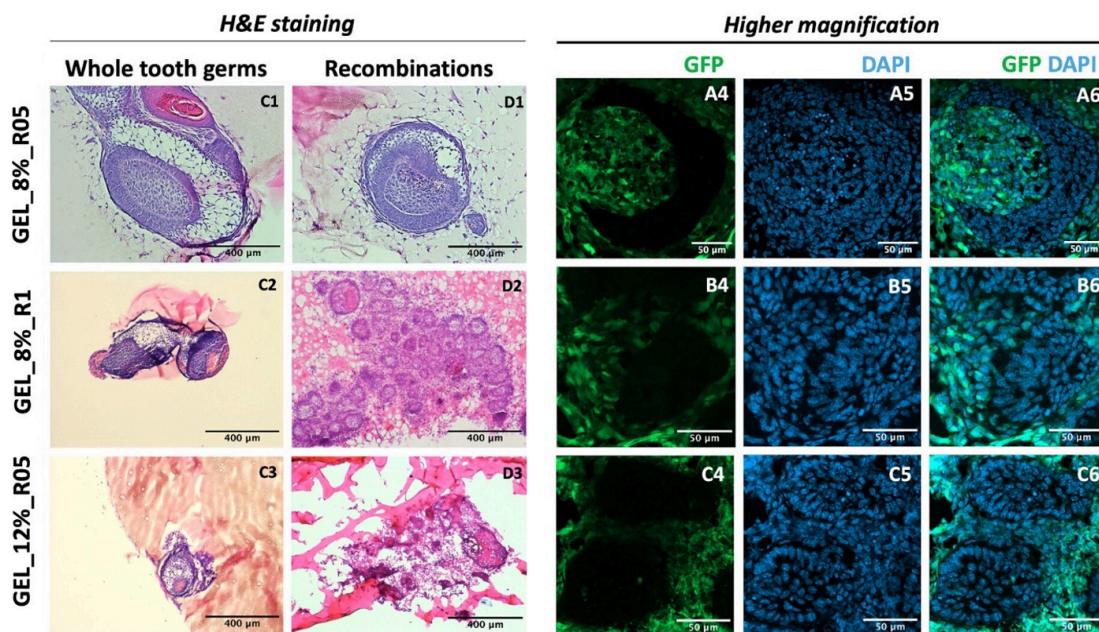 H&E staining
Higher magnification
Whole tooth germs
Recombinations
GFP
DAPI
GFP DAPI
GEL_8%_R05
C1
400 µm
D1
400 µm
A4
50 µm
A5
50 µm
A6
50 µm
GEL_8%_R1
C2
400 µm
D2
400 µm
B4
50 µm
B5
50 µm
B6
50 µm
GEL_12%_R05
C3
400 µm
D3
400 µm
C4
50 µm
C5
50 µm
C6
50 µm